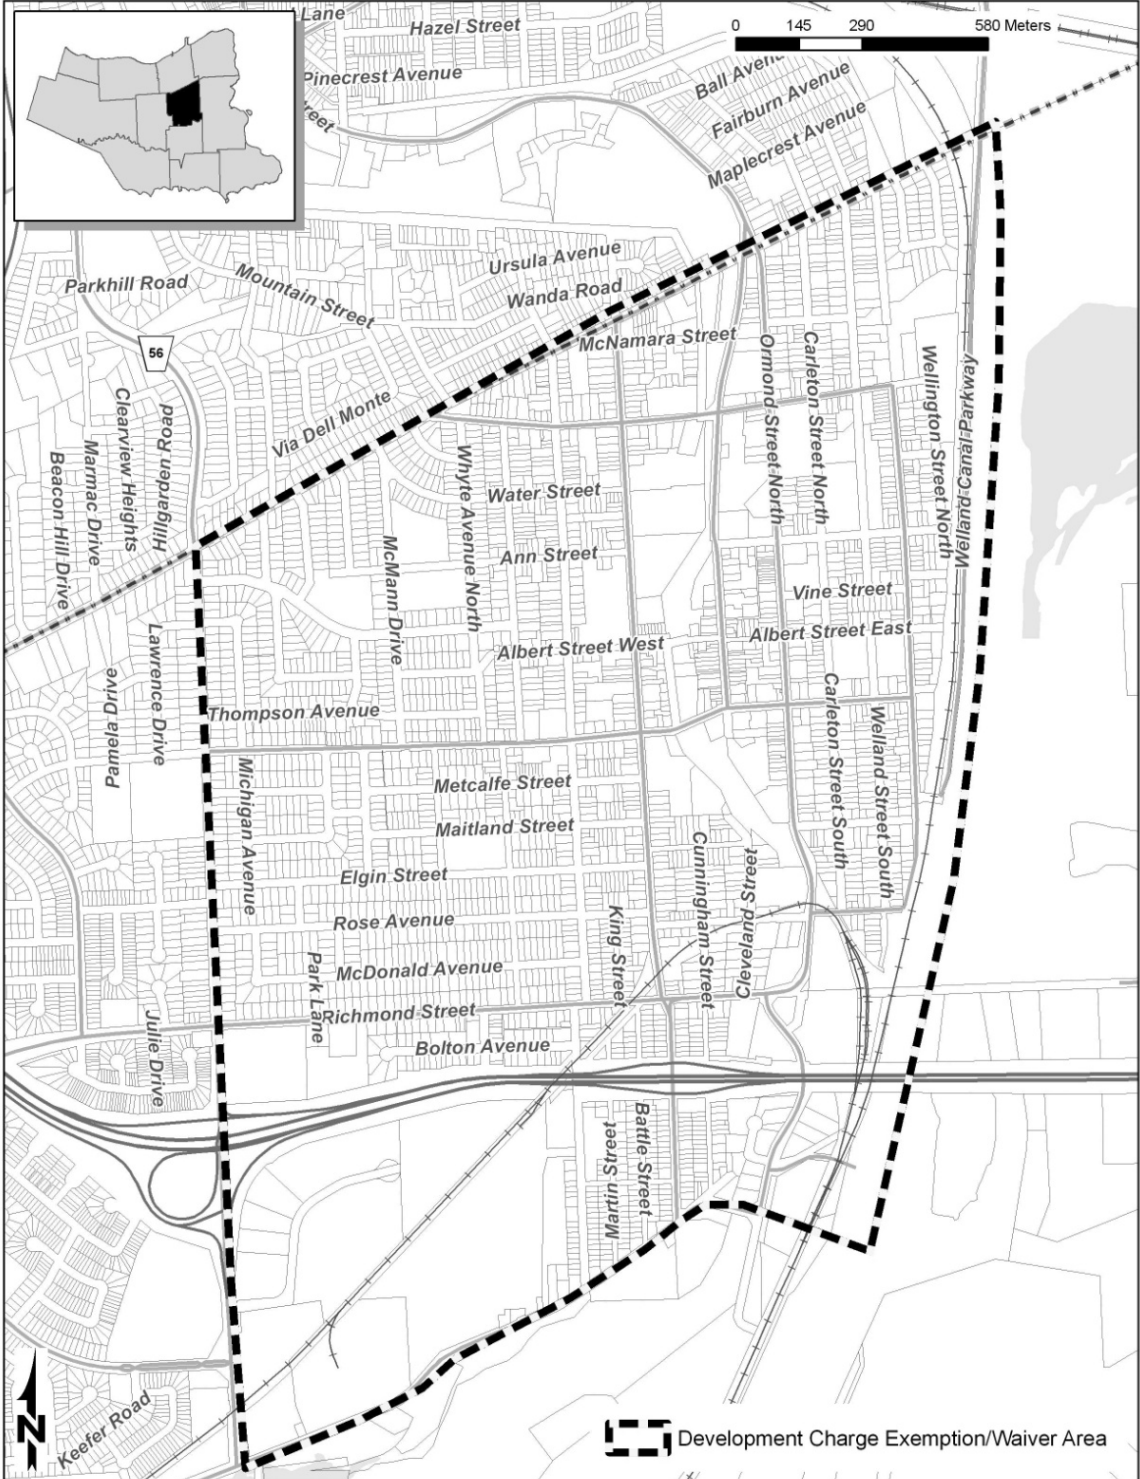 Lane
Hazel Street
0 145 290 580 Meters
Pinecrest Avenue
Street
Ball Avenue
Fairburn Avenue
Maplecrest Avenue
Ursula Avenue
Wanda Road
Parkhill Road
Mountain Street
56
McNamara Street
Via Dell Monte
Ormond Street North
Carleton Street North
Wellington Street North
Welland Canal Parkway
Clearview Heights
Hillgarden Road
Marmac Drive
Beacon Hill Drive
Whyte Avenue North
Water Street
McMann Drive
Ann Street
Vine Street
Albert Street East
Albert Street West
Lawrence Drive
Pamela Drive
Thompson Avenue
Carleton Street South
Welland Street South
Michigan Avenue
Metcalfe Street
Maitland Street
Cunningham Street
Cleveland Street
Elgin Street
Rose Avenue
King Street
McDonald Avenue
Park Lane
Richmond Street
Julie Drive
Bolton Avenue
Martin Street
Battle Street
Keefer Road
N
Development Charge Exemption/Waiver Area